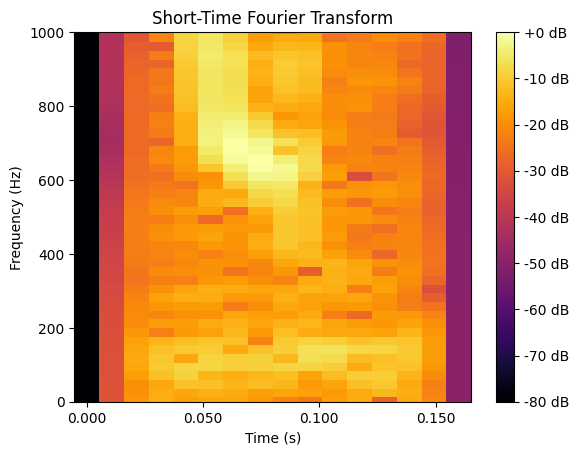 Short-Time Fourier Transform
Frequency (Hz)
1000
800
600
400
200
0
0.000
0.050
0.100
0.150
Time (s)
+0 dB
-10 dB
-20 dB
-30 dB
-40 dB
-50 dB
-60 dB
-70 dB
-80 dB